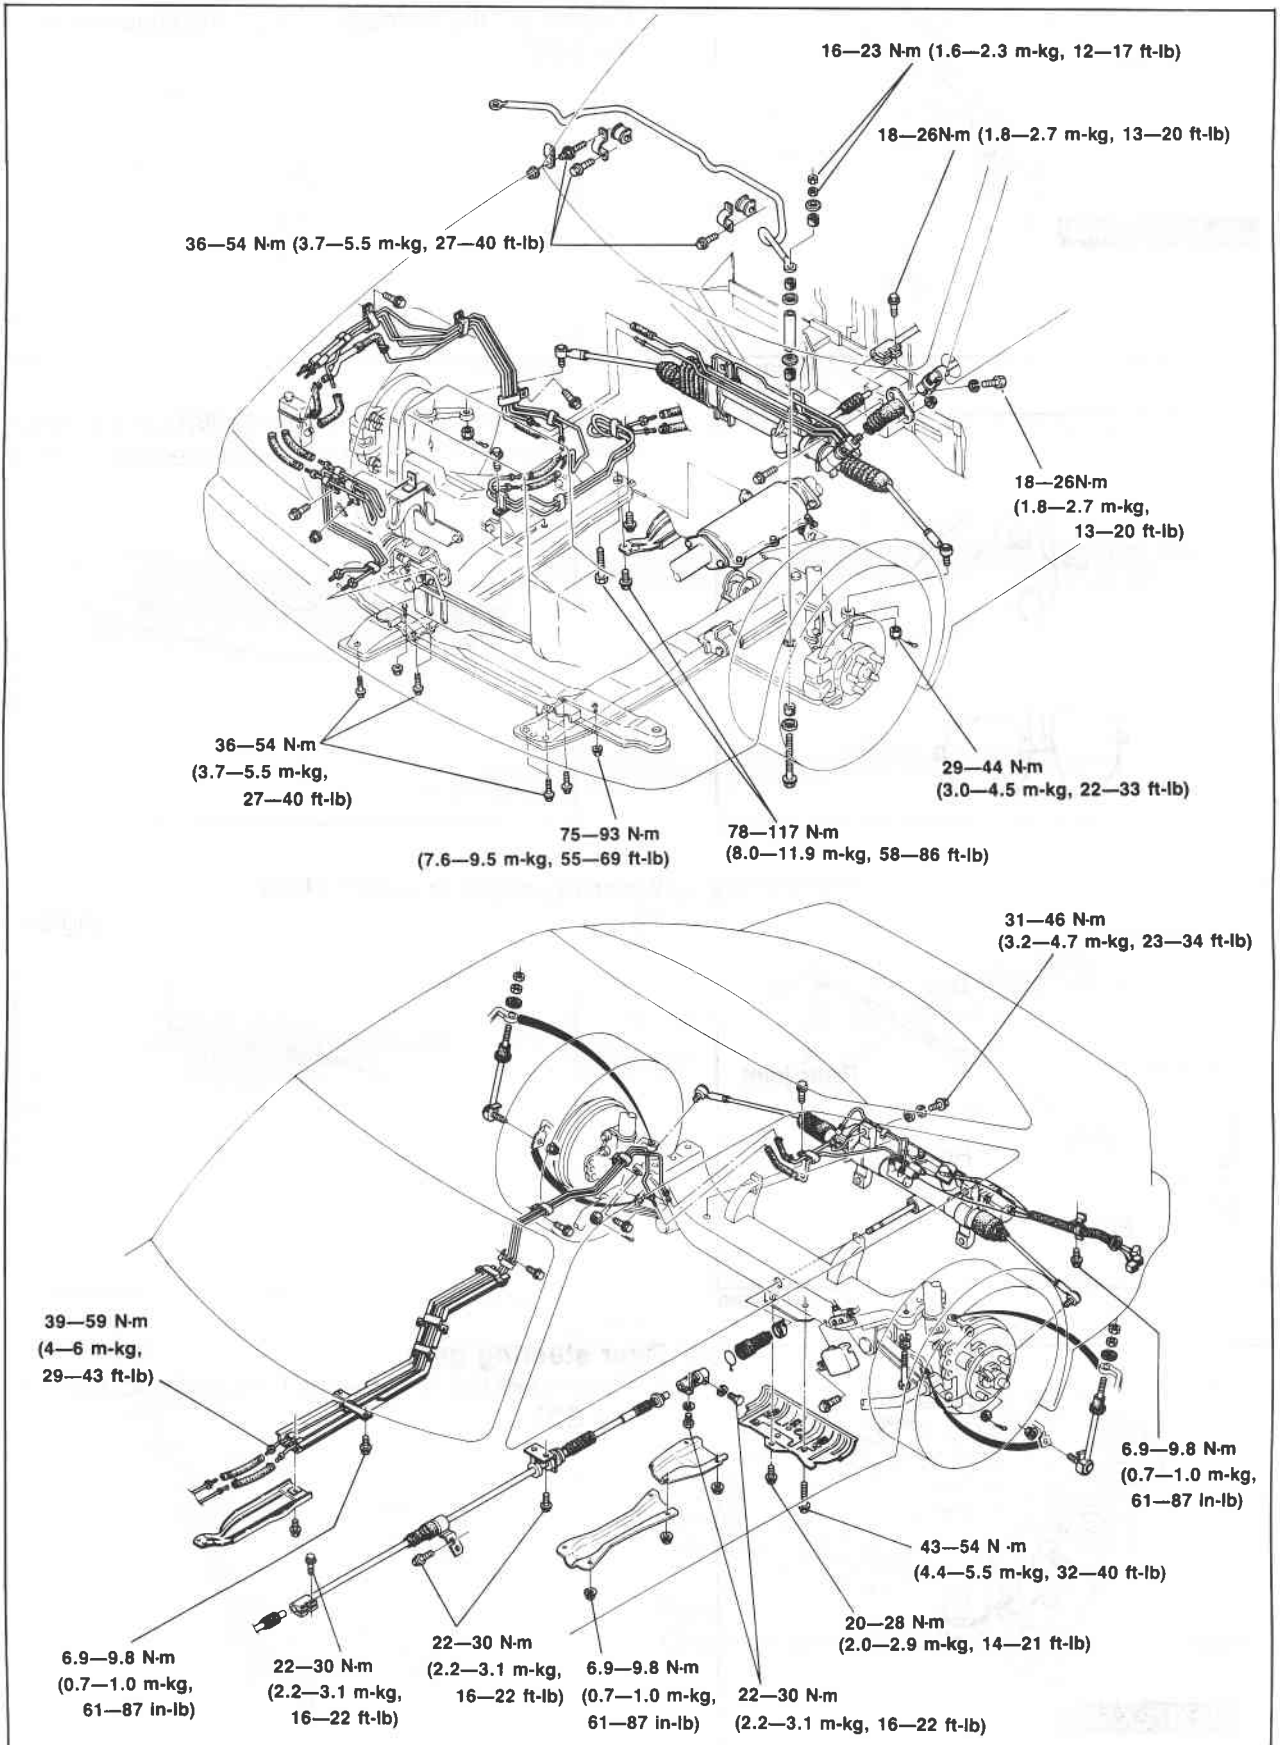 16—23 N·m (1.6—2.3 m-kg, 12—17 ft-lb)
18—26N·m (1.8—2.7 m-kg, 13—20 ft-lb)
36—54 N·m (3.7—5.5 m-kg, 27—40 ft-lb)
18—26N·m
(1.8—2.7 m-kg,
13—20 ft-lb)
36—54 N·m
(3.7—5.5 m-kg,
27—40 ft-lb)
29—44 N·m
(3.0—4.5 m-kg, 22—33 ft-lb)
75—93 N·m
(7.6—9.5 m-kg, 55—69 ft-lb)
78—117 N·m
(8.0—11.9 m-kg, 58—86 ft-lb)
31—46 N·m
(3.2—4.7 m-kg, 23—34 ft-lb)
39—59 N·m
(4—6 m-kg,
29—43 ft-lb)
6.9—9.8 N·m
(0.7—1.0 m-kg,
61—87 in-lb)
43—54 N·m
(4.4—5.5 m-kg, 32—40 ft-lb)
20—28 N·m
(2.0—2.9 m-kg, 14—21 ft-lb)
6.9—9.8 N·m
(0.7—1.0 m-kg,
61—87 in-lb)
22—30 N·m
(2.2—3.1 m-kg,
16—22 ft-lb)
22—30 N·m
(2.2—3.1 m-kg,
16—22 ft-lb)
6.9—9.8 N·m
(0.7—1.0 m-kg,
61—87 in-lb)
22—30 N·m
(2.2—3.1 m-kg, 16—22 ft-lb)